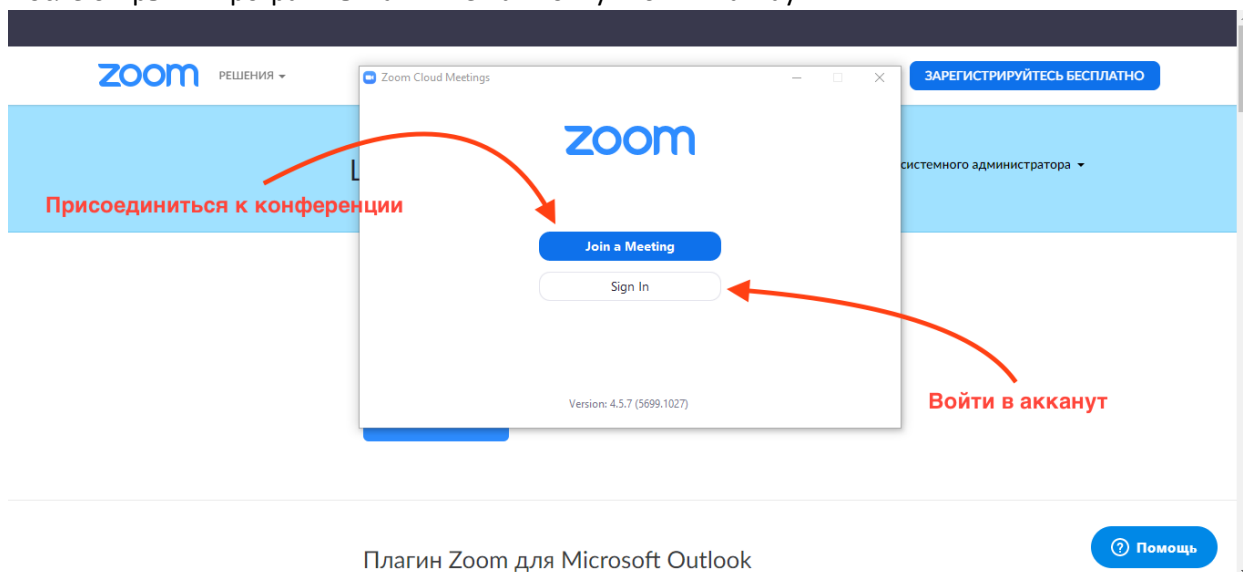 zoom
РЕШЕНИЯ
Zoom Cloud Meetings
ЗАРЕГИСТРИРУЙТЕСЬ БЕСПЛАТНО
zoom
системного администратора
Присоединиться к конференции
Join a Meeting
Sign In
Version: 4.5.7 (5699.1027)
Войти в акканут
Плагин Zoom для Microsoft Outlook
Помощь